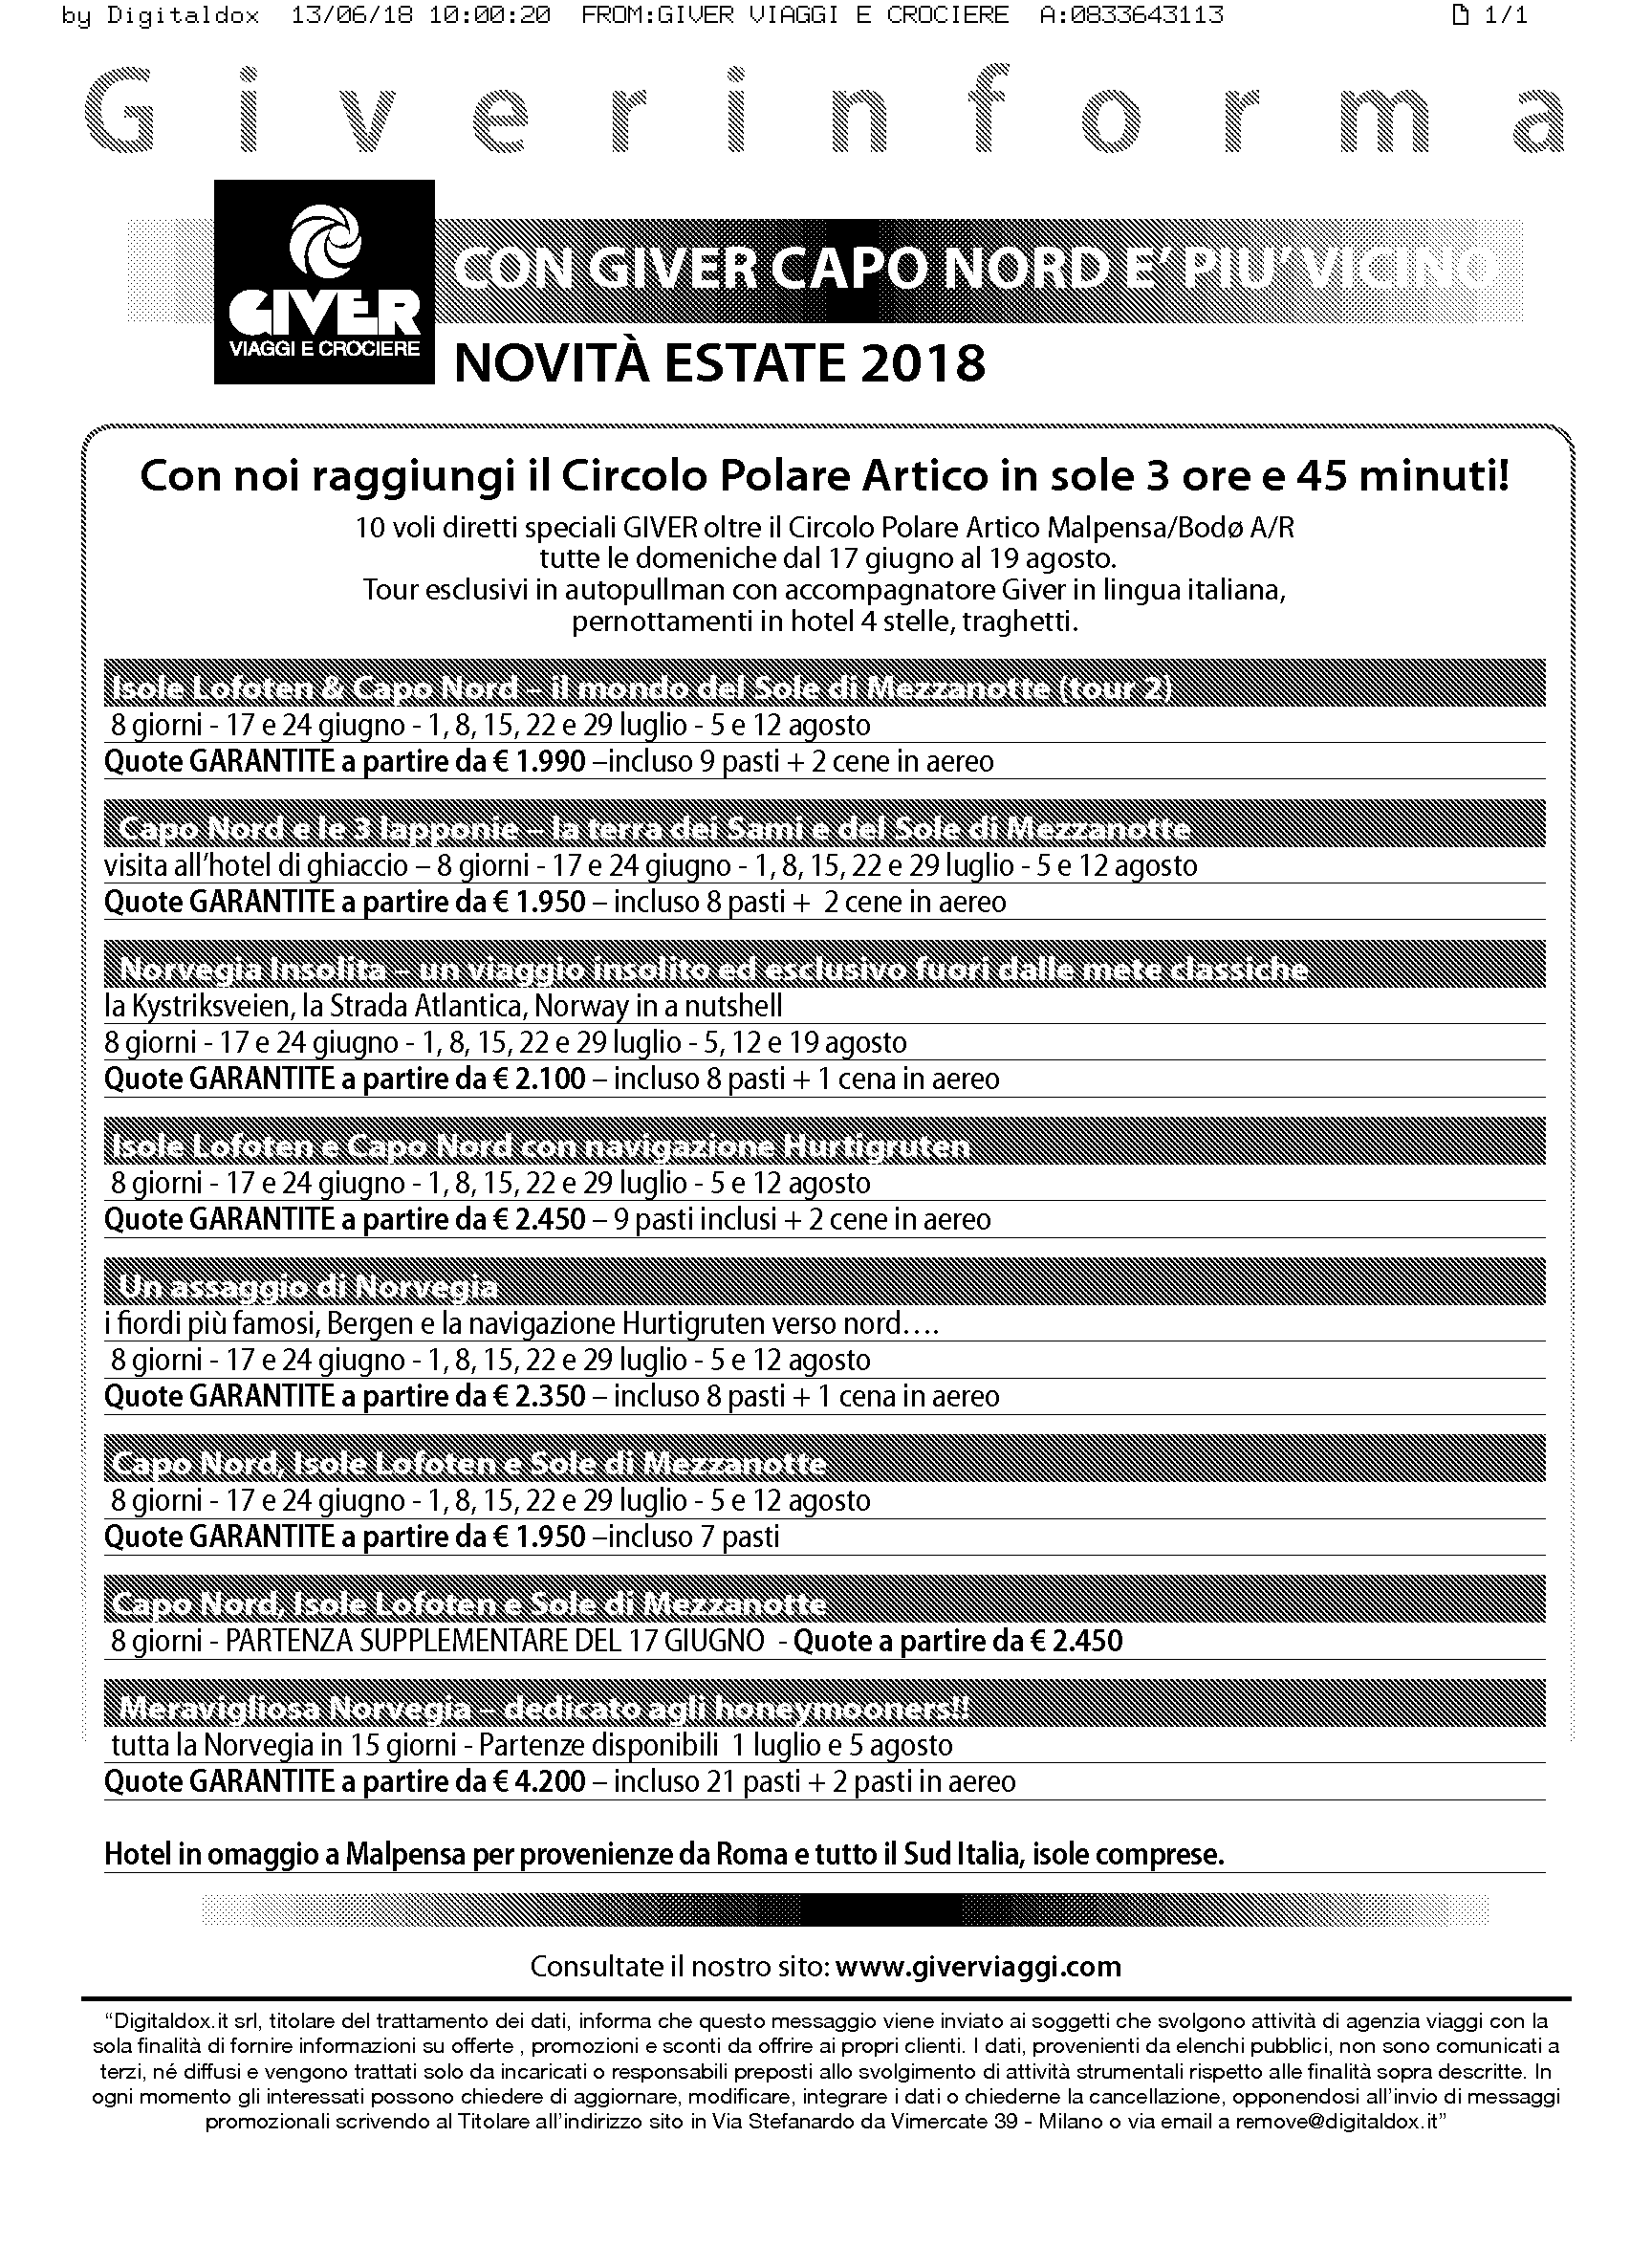 by Digitaldox 13/06/18 10:00:20 FROM:GIVER VIAGGI E CROCIERE A:0833643113 1/1
Giverinforma
GIVER
VIAGGI E CROCIERE
CON GIVER CAPO NORD E' PIU' VICINO
NOVITÀ ESTATE 2018
Con noi raggiungi il Circolo Polare Artico in sole 3 ore e 45 minuti!
10 voli diretti speciali GIVER oltre il Circolo Polare Artico Malpensa/Bodø A/R
tutte le domeniche dal 17 giugno al 19 agosto.
Tour esclusivi in autopullman con accompagnatore Giver in lingua italiana,
pernottamenti in hotel 4 stelle, traghetti.
Isole Lofoten & Capo Nord – il mondo del Sole di Mezzanotte (tour 2)
8 giorni - 17 e 24 giugno - 1, 8, 15, 22 e 29 luglio - 5 e 12 agosto
Quote GARANTITE a partire da € 1.990 –incluso 9 pasti + 2 cene in aereo
Capo Nord e le 3 lapponie – la terra dei Sami e del Sole di Mezzanotte
visita all'hotel di ghiaccio – 8 giorni - 17 e 24 giugno - 1, 8, 15, 22 e 29 luglio - 5 e 12 agosto
Quote GARANTITE a partire da € 1.950 – incluso 8 pasti + 2 cene in aereo
Norvegia Insolita – un viaggio insolito ed esclusivo fuori dalle mete classiche
la Kystriksveien, la Strada Atlantica, Norway in a nutshell
8 giorni - 17 e 24 giugno - 1, 8, 15, 22 e 29 luglio - 5, 12 e 19 agosto
Quote GARANTITE a partire da € 2.100 – incluso 8 pasti + 1 cena in aereo
Isole Lofoten e Capo Nord con navigazione Hurtigruten
8 giorni - 17 e 24 giugno - 1, 8, 15, 22 e 29 luglio - 5 e 12 agosto
Quote GARANTITE a partire da € 2.450 – 9 pasti inclusi + 2 cene in aereo
Un assaggio di Norvegia
i fiordi più famosi, Bergen e la navigazione Hurtigruten verso nord….
8 giorni - 17 e 24 giugno - 1, 8, 15, 22 e 29 luglio - 5 e 12 agosto
Quote GARANTITE a partire da € 2.350 – incluso 8 pasti + 1 cena in aereo
Capo Nord, Isole Lofoten e Sole di Mezzanotte
8 giorni - 17 e 24 giugno - 1, 8, 15, 22 e 29 luglio - 5 e 12 agosto
Quote GARANTITE a partire da € 1.950 –incluso 7 pasti
Capo Nord, Isole Lofoten e Sole di Mezzanotte
8 giorni - PARTENZA SUPPLEMENTARE DEL 17 GIUGNO - Quote a partire da € 2.450
Meravigliosa Norvegia – dedicato agli honeymooners!!
tutta la Norvegia in 15 giorni - Partenze disponibili 1 luglio e 5 agosto
Quote GARANTITE a partire da € 4.200 – incluso 21 pasti + 2 pasti in aereo
Hotel in omaggio a Malpensa per provenienze da Roma e tutto il Sud Italia, isole comprese.
Consultate il nostro sito: www.giverviaggi.com
“Digitaldox.it srl, titolare del trattamento dei dati, informa che questo messaggio viene inviato ai soggetti che svolgono attività di agenzia viaggi con la
sola finalità di fornire informazioni su offerte , promozioni e sconti da offrire ai propri clienti. I dati, provenienti da elenchi pubblici, non sono comunicati a
terzi, né diffusi e vengono trattati solo da incaricati o responsabili preposti allo svolgimento di attività strumentali rispetto alle finalità sopra descritte. In
ogni momento gli interessati possono chiedere di aggiornare, modificare, integrare i dati o chiederne la cancellazione, opponendosi all'invio di messaggi
promozionali scrivendo al Titolare all'indirizzo sito in Via Stefanardo da Vimercate 39 - Milano o via email a remove@digitaldox.it”